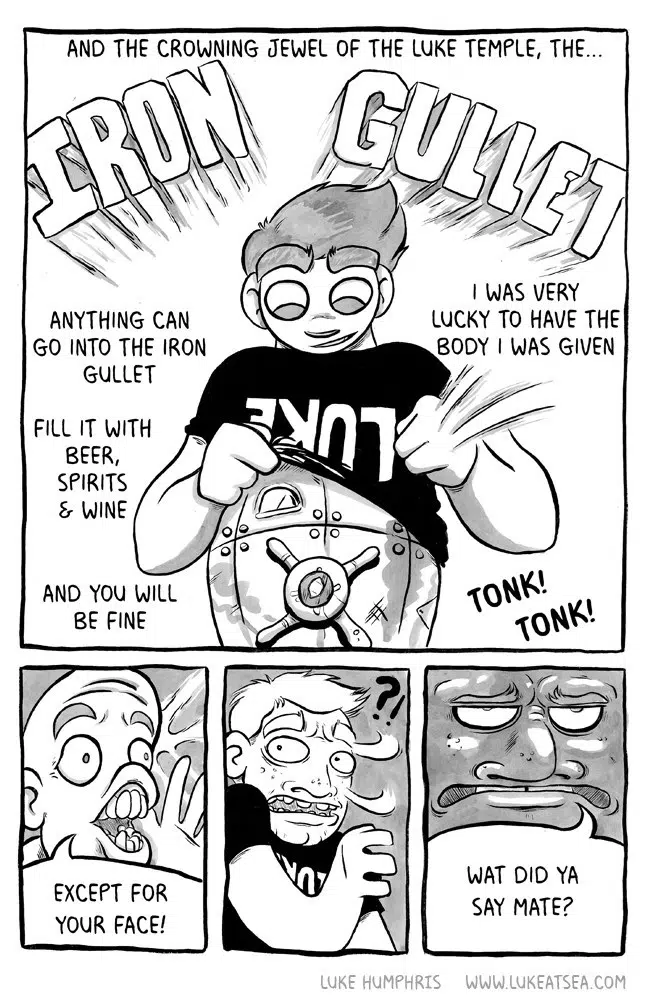 AND THE CROWNING JEWEL OF THE LUKE TEMPLE, THE...
IRON GULLET
ANYTHING CAN
GO INTO THE IRON
GULLET
I WAS VERY
LUCKY TO HAVE THE
BODY I WAS GIVEN
LUKE
FILL IT WITH
BEER,
SPIRITS
& WINE
AND YOU WILL
BE FINE
TONK!
TONK!
EXCEPT FOR
YOUR FACE!
?!
LUKE
WAT DID YA
SAY MATE?
LUKE HUMPHRIS WWW.LUKEATSEA.COM